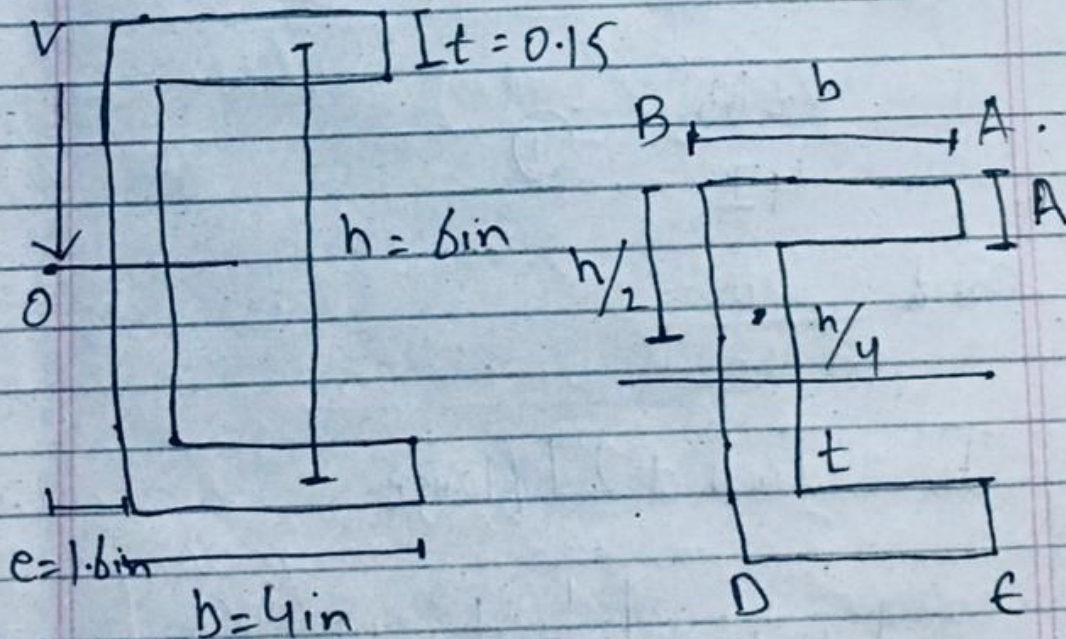 V
t = 0.15
h = 6in
O
e = 1.6in
b = 4in
b
B
A
A
h/2
h/4
t
D
E